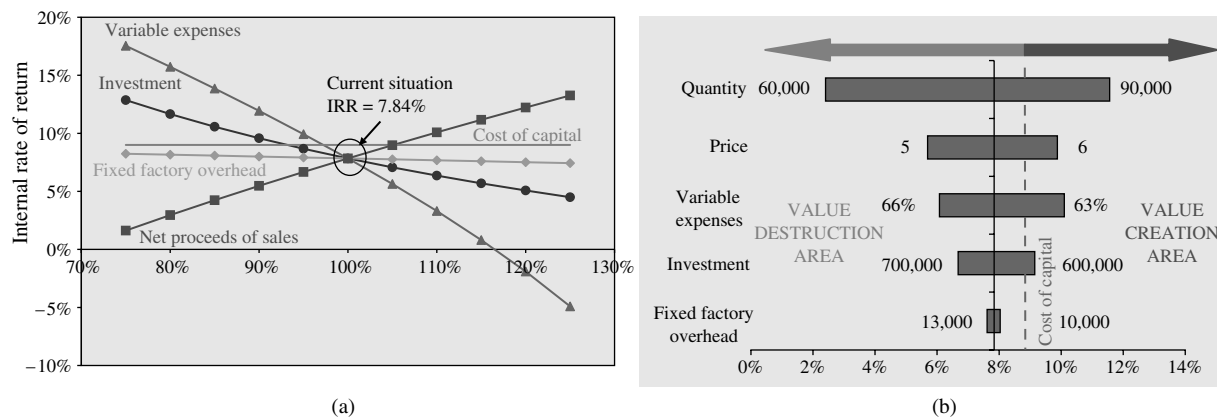 20%
15%
10%
5%
0%
−5%
−10%
Internal rate of return
70%
80%
90%
100%
110%
120%
130%
Variable expenses
Investment
Current situation
IRR = 7.84%
Cost of capital
Fixed factory overhead
Net proceeds of sales
(a)
Quantity
60,000
90,000
Price
5
6
Variable
expenses
66%
63%
VALUE
DESTRUCTION
AREA
VALUE
CREATION
AREA
Investment
700,000
600,000
Cost of capital
Fixed factory
overhead
13,000
10,000
0%
2%
4%
6%
8%
10%
12%
14%
(b)